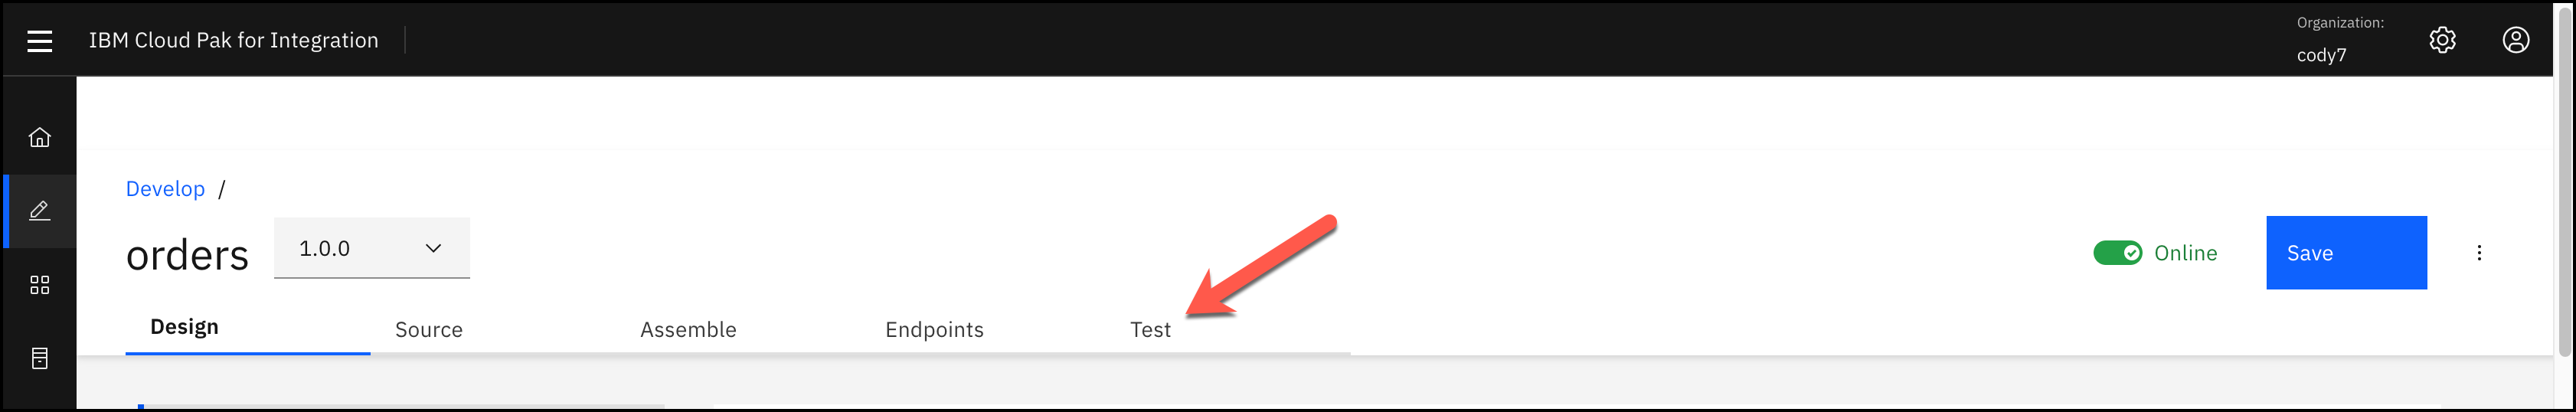 IBM Cloud Pak for Integration
Organization:
cody7
Develop /
orders
1.0.0
Online
Save
Design
Source
Assemble
Endpoints
Test